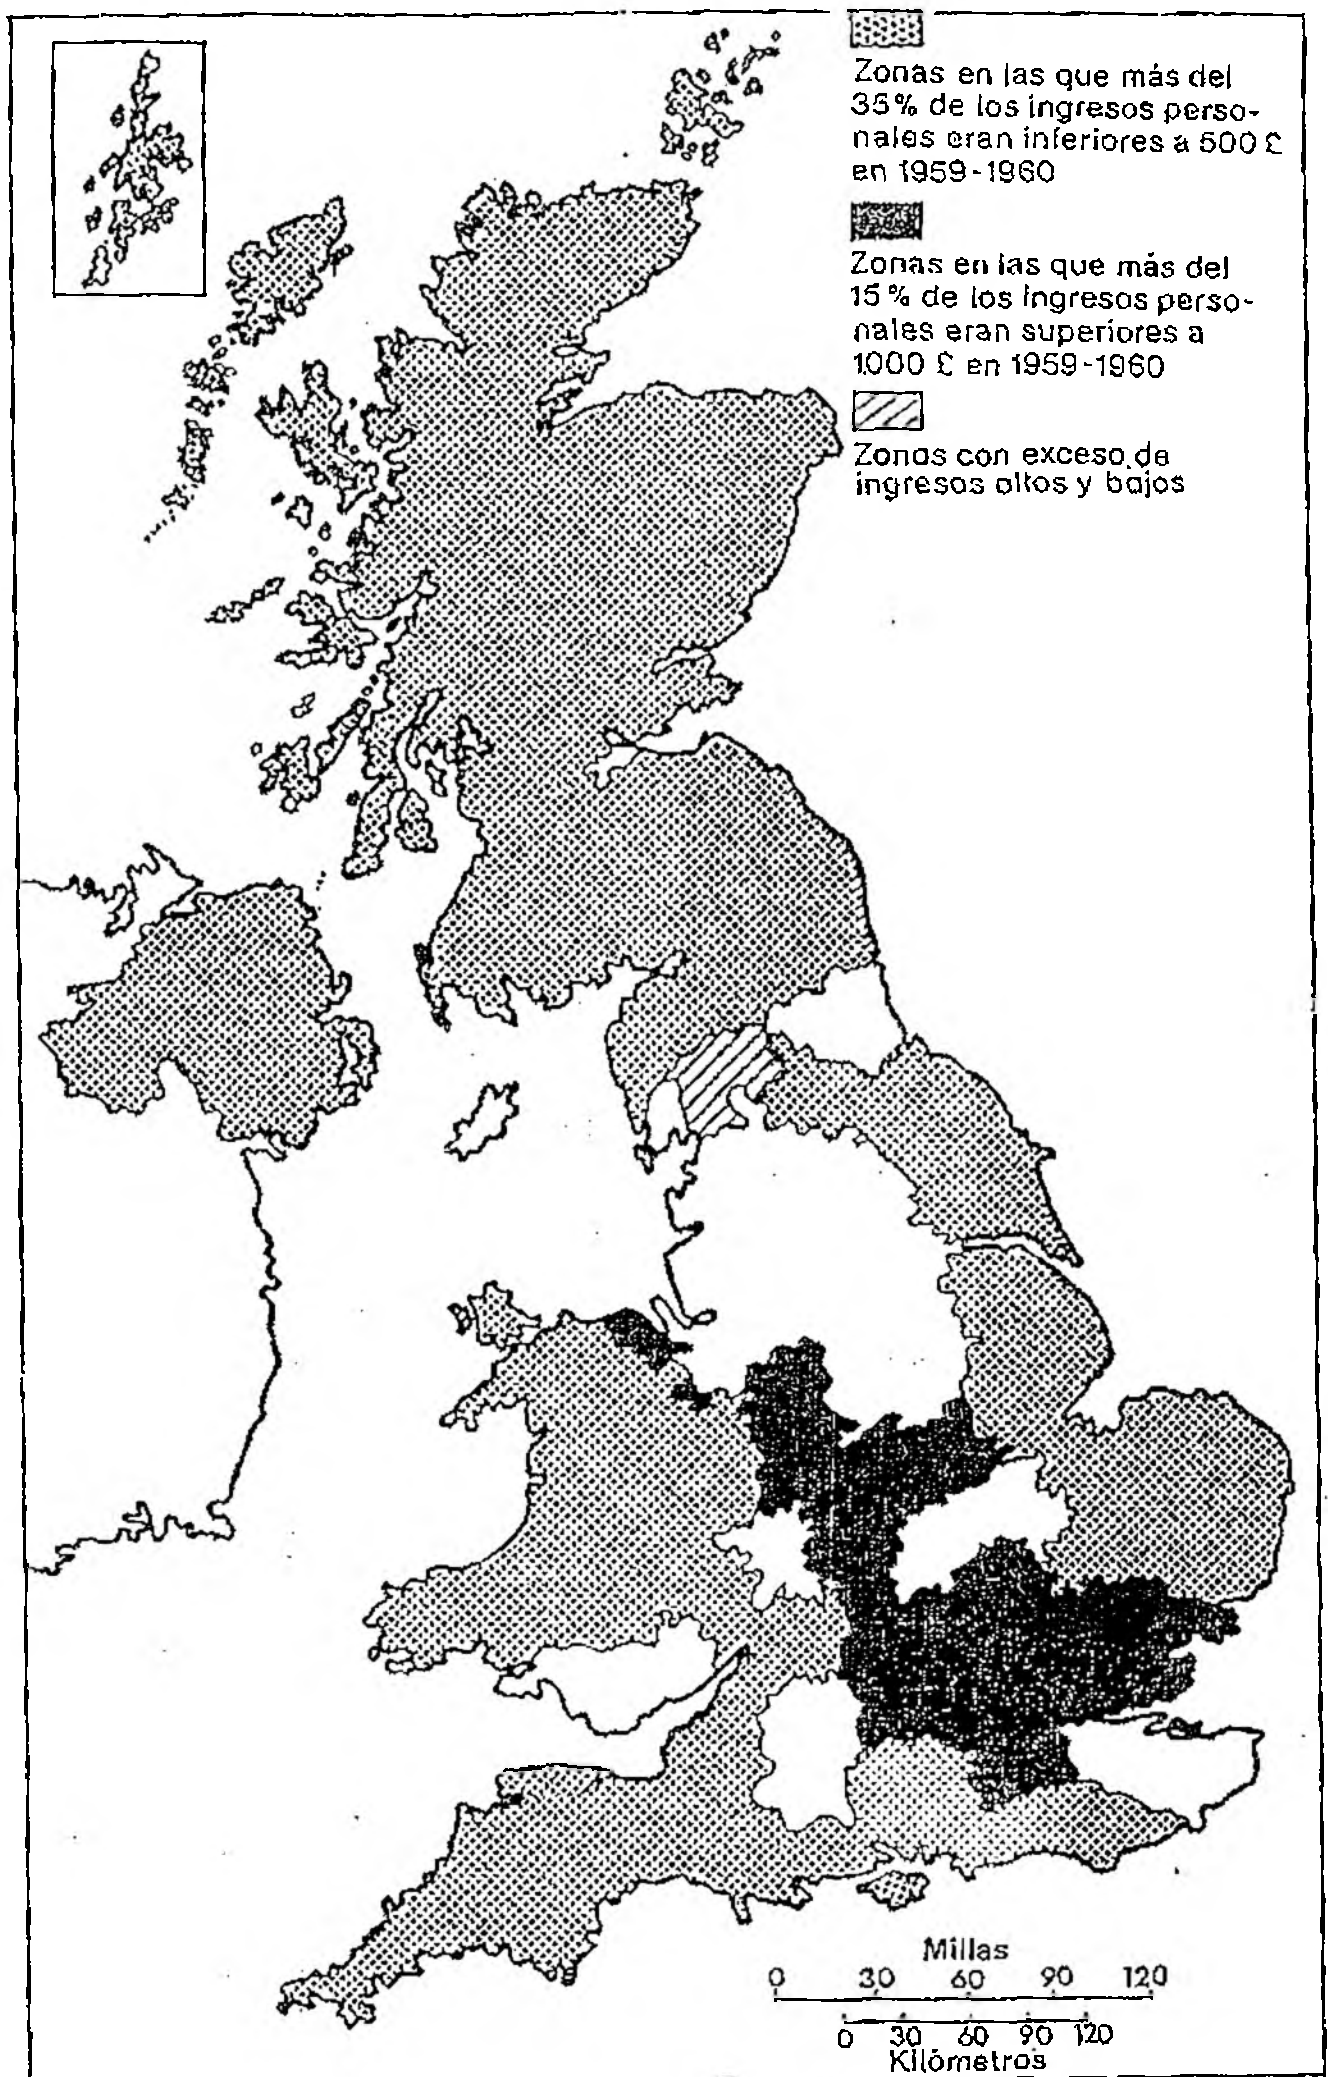 Zonas en las que más del
35% de los ingresos perso-
nales eran inferiores a 500 £
en 1959-1960
Zonas en las que más del
15% de los ingresos perso-
nales eran superiores a
1.000 £ en 1959-1960
Zonas con exceso de
ingresos altos y bajos
Millas
0 30 60 90 120
0 30 60 90 120
Kilómetros